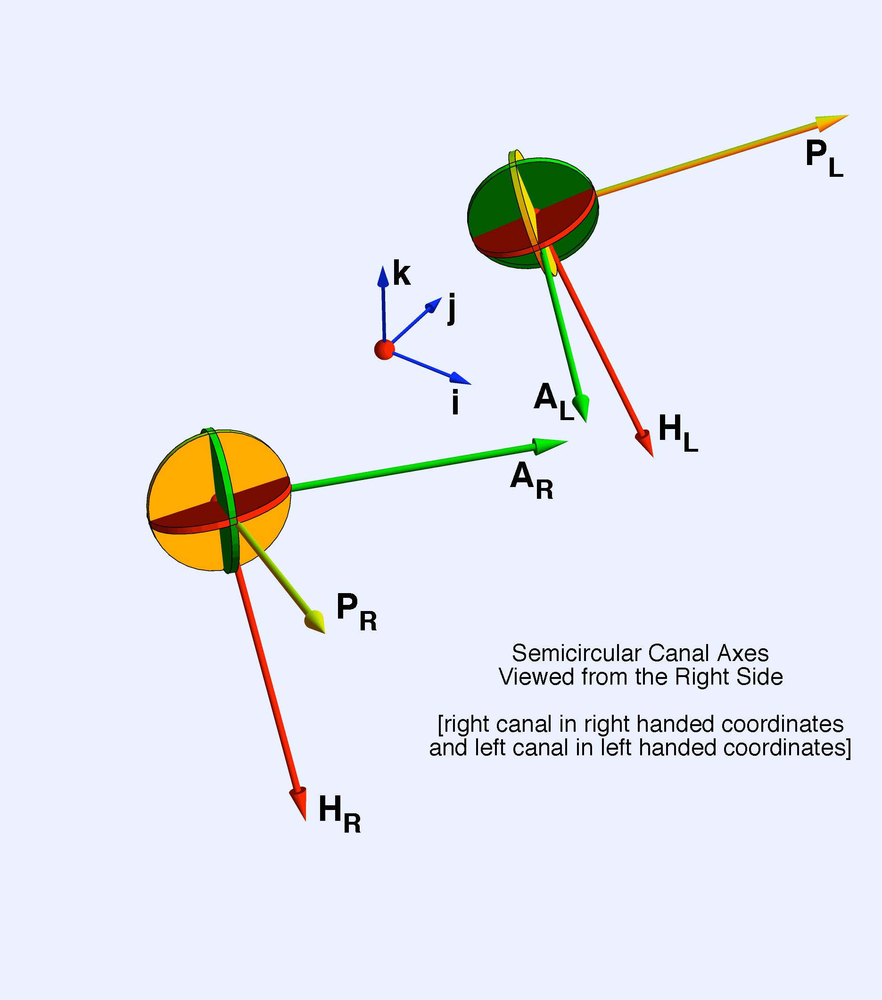 P_L
k
j
i
A_L
H_L
A_R
P_R
H_R
Semicircular Canal Axes
Viewed from the Right Side
[right canal in right handed coordinates
and left canal in left handed coordinates]